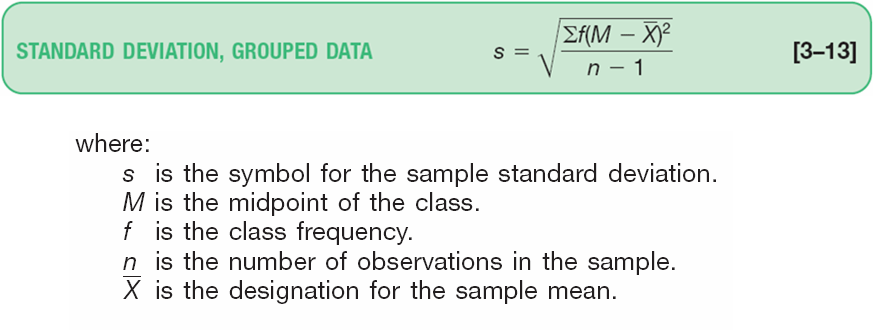 STANDARD DEVIATION, GROUPED DATA s = √(Σf(M − X̄)² / (n − 1)) [3–13]
where:
s is the symbol for the sample standard deviation.
M is the midpoint of the class.
f is the class frequency.
n is the number of observations in the sample.
X̄ is the designation for the sample mean.